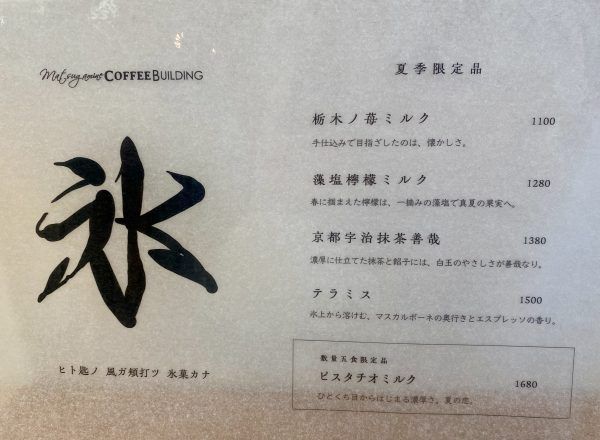 Matsugamine COFFEE BUILDING
氷
ヒト匙ノ 風ガ頬打ツ 氷菓カナ
夏季限定品
栃木ノ苺ミルク 1100
手仕込みで目指ざしたのは、懐かしさ。
藻塩檸檬ミルク 1280
春に摘まえた檸檬は、一摘みの藻塩で真夏の果実へ。
京都宇治抹茶善哉 1380
濃厚に仕立てた抹茶と餡子には、白玉のやさしさが善哉なり。
テラミス 1500
氷上から溶けむ、マスカルポーネの奥行きとエスプレッソの香り。
数量五食限定品
ピスタチオミルク 1680
ひとくち目からはじまる濃厚さ。夏の恋。